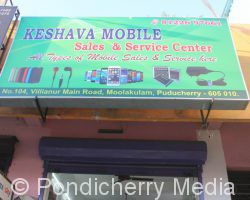 KESHAVA MOBILE
Sales & Service Center
All Types of Mobile Sales & Service here
No.104, Villianur Main Road, Moolakulam, Puducherry - 605 010.
© Pondicherry Media